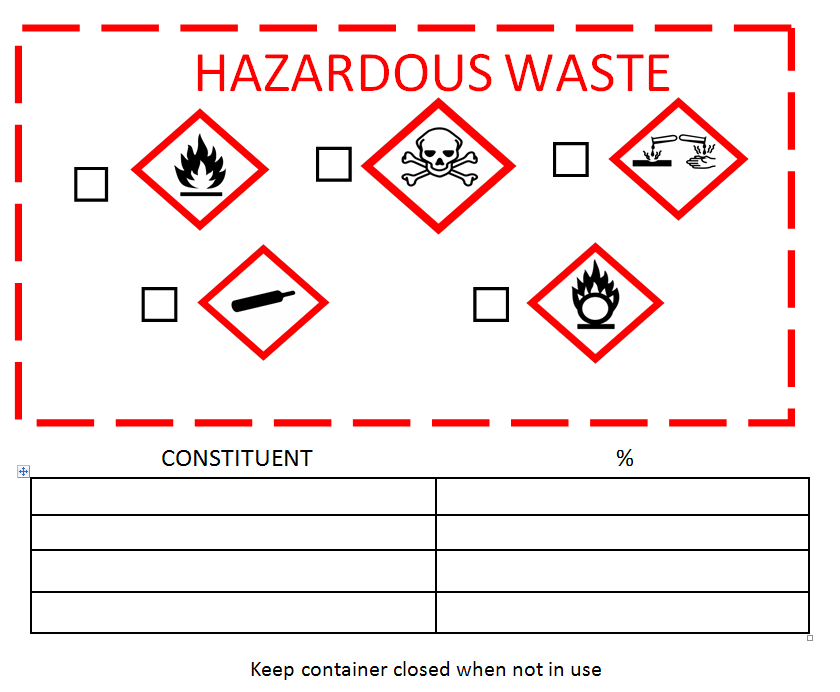 HAZARDOUS WASTE
CONSTITUENT %
Keep container closed when not in use